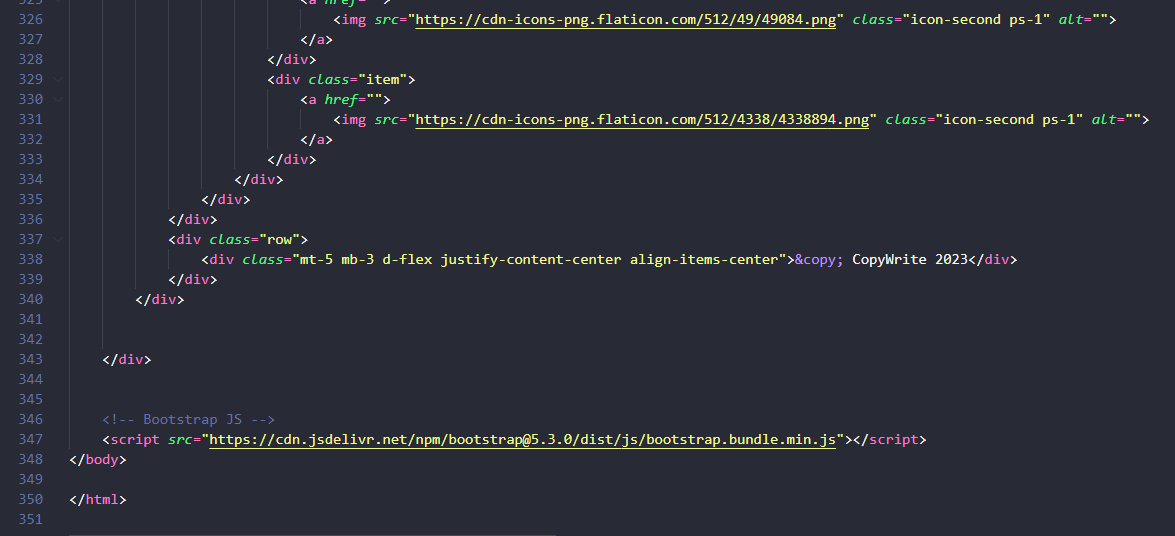 325 <a href="">
326 <img src="https://cdn-icons-png.flaticon.com/512/49/49084.png" class="icon-second ps-1" alt="">
327 </a>
328 </div>
329 <div class="item">
330 <a href="">
331 <img src="https://cdn-icons-png.flaticon.com/512/4338/4338894.png" class="icon-second ps-1" alt="">
332 </a>
333 </div>
334 </div>
335 </div>
336 </div>
337 <div class="row">
338 <div class="mt-5 mb-3 d-flex justify-content-center align-items-center">&copy; CopyWrite 2023</div>
339 </div>
340 </div>
341
342
343 </div>
344
345
346 <!-- Bootstrap JS -->
347 <script src="https://cdn.jsdelivr.net/npm/bootstrap@5.3.0/dist/js/bootstrap.bundle.min.js"></script>
348 </body>
349
350 </html>
351